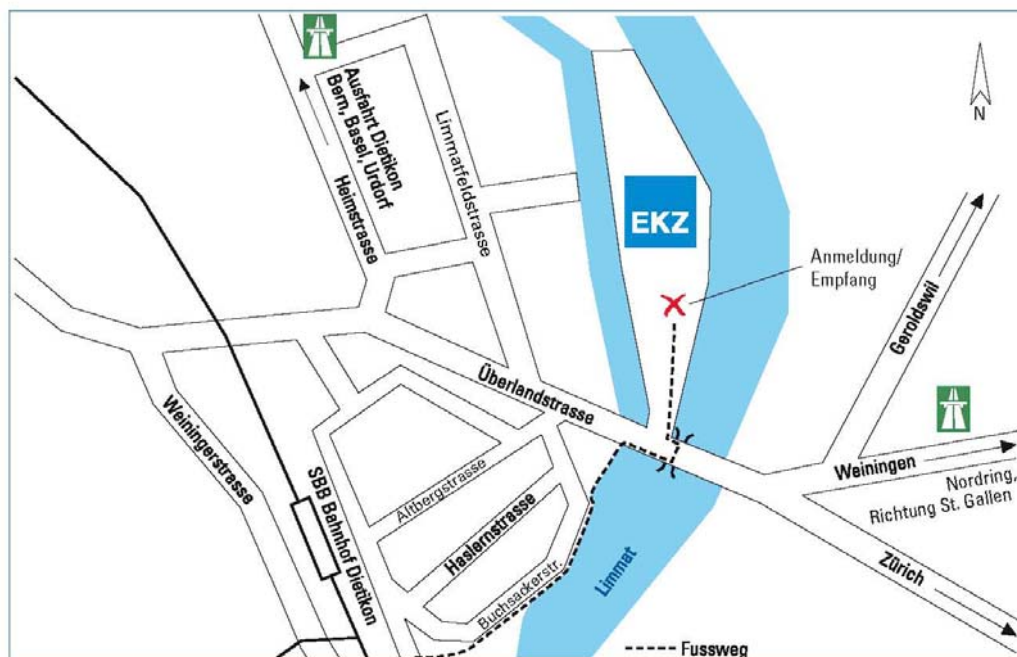 Ausfahrt Dietikon
Bern, Basel, Urdorf
Heimstrasse
Limmatfeldstrasse
N
EKZ
Anmeldung/
Empfang
Geroldswil
Überlandstrasse
Weiningerstrasse
SBB Bahnhof Dietikon
Altbergstrasse
Haslernstrasse
Buchsackerstr.
Limmat
Weiningen
Nordring,
Richtung St. Gallen
Zürich
Fussweg